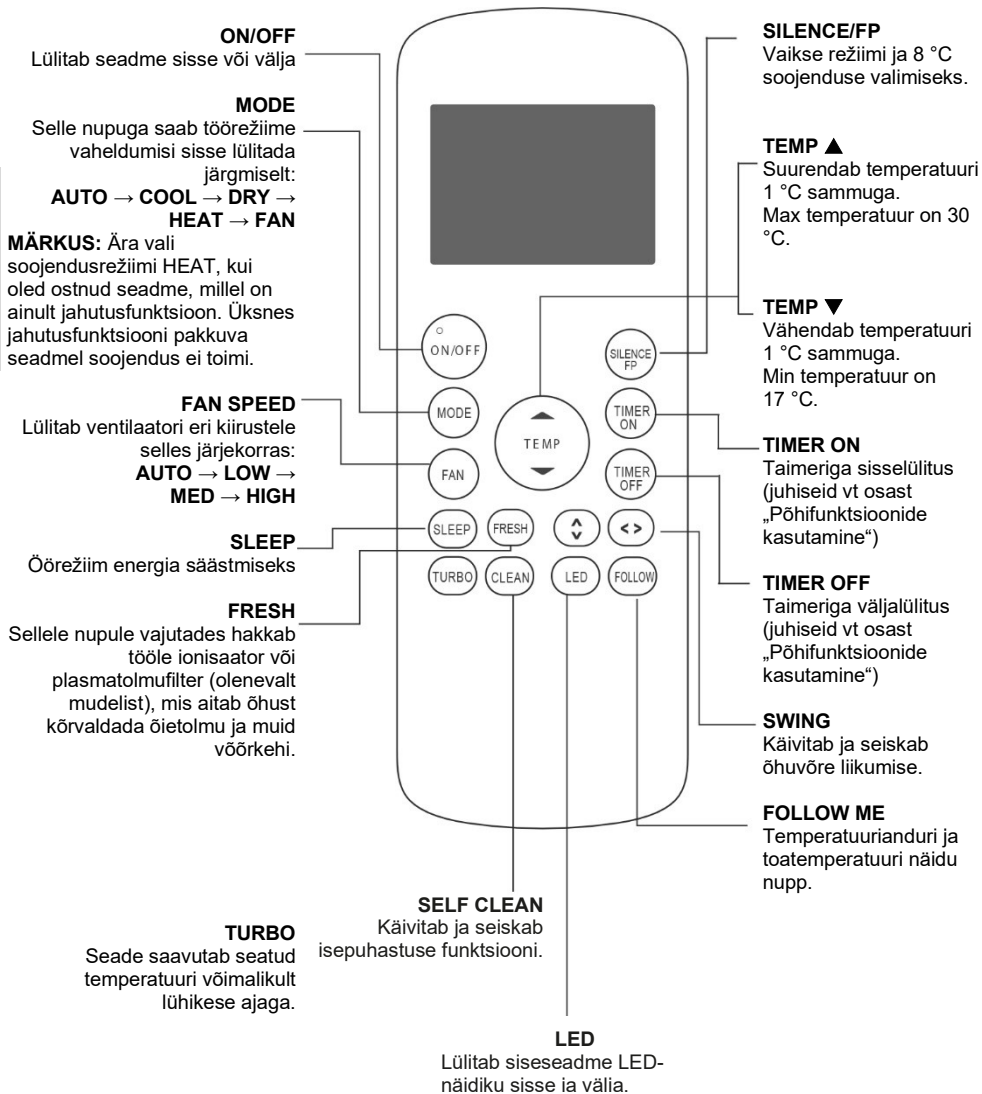 ON/OFF
Lülitab seadme sisse või välja
MODE
Selle nupuga saab töörežiime
vaheldumisi sisse lülitada
järgmiselt:
AUTO → COOL → DRY →
HEAT → FAN
MÄRKUS: Ära vali
soojendusrežiimi HEAT, kui
oled ostnud seadme, millel on
ainult jahutusfunktsioon. Üksnes
jahutusfunktsiooni pakkuva
seadmel soojendus ei toimi.
FAN SPEED
Lülitab ventilaatori eri kiirustele
selles järjekorras:
AUTO → LOW →
MED → HIGH
SLEEP
Öörežiim energia säästmiseks
FRESH
Sellele nupule vajutades hakkab
tööle ionisaator või
plasmatolmufilter (olenevalt
mudelist), mis aitab õhust
kõrvaldada õietolmu ja muid
võõrkehi.
TURBO
Seade saavutab seatud
temperatuuri võimalikult
lühikese ajaga.
ON/OFF
MODE
FAN
SLEEP
FRESH
TURBO
CLEAN
LED
FOLLOW
TEMP
SILENCE
FP
TIMER
ON
TIMER
OFF
SELF CLEAN
Käivitab ja seiskab
isepuhastuse funktsiooni.
LED
Lülitab siseseadme LED-
näidiku sisse ia välia.
SILENCE/FP
Vaikse režiimi ja 8 °C
soojenduse valimiseks.
TEMP ▲
Suurendab temperatuuri
1 °C sammuga.
Max temperatuur on 30
°C.
TEMP ▼
Vähendab temperatuuri
1 °C sammuga.
Min temperatuur on
17 °C.
TIMER ON
Taimeriga sisselülitus
(juhiseid vt osast
„Põhifunktsioonide
kasutamine“)
TIMER OFF
Taimeriga väljalülitus
(juhiseid vt osast
„Põhifunktsioonide
kasutamine“)
SWING
Käivitab ja seiskab
õhuvõre liikumise.
FOLLOW ME
Temperatuurianduri ja
toatemperatuuri näidu
nupp.